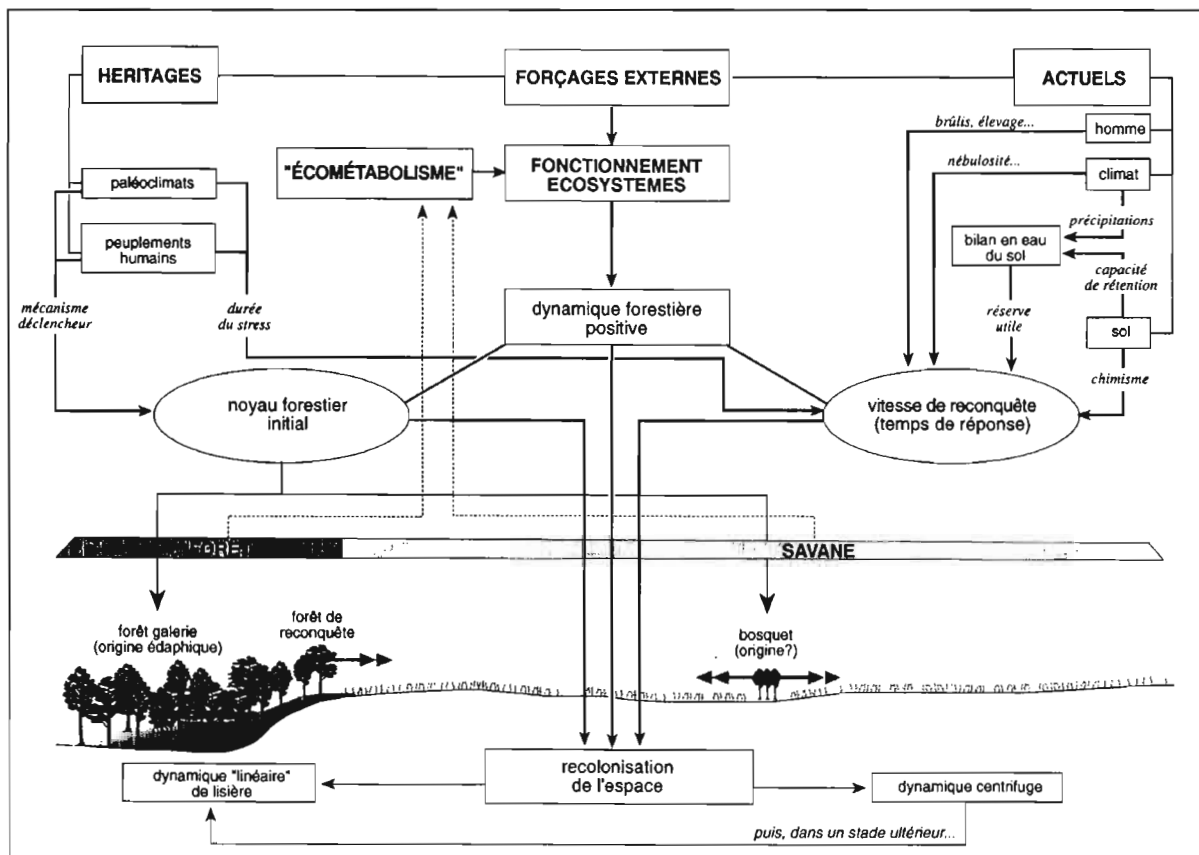 HERITAGES
FORÇAGES EXTERNES
ACTUELS
brûlis, élevage...
homme
"ÉCOMÉTABOLISME"
FONCTIONNEMENT
ECOSYSTEMES
nébulosité...
climat
paléoclimats
précipitations
peuplements
humains
bilan en eau
du sol
capacité
de rétention
mécanisme
déclencheur
durée
du stress
dynamique forestière
positive
réserve
utile
sol
chimisme
noyau forestier
initial
vitesse de reconquête
(temps de réponse)
FORET
SAVANE
forêt galerie
(origine édaphique)
forêt de
reconquête
bosquet
(origine?)
dynamique "linéaire"
de lisière
recolonisation
de l'espace
dynamique centrifuge
puis, dans un stade ultérieur...